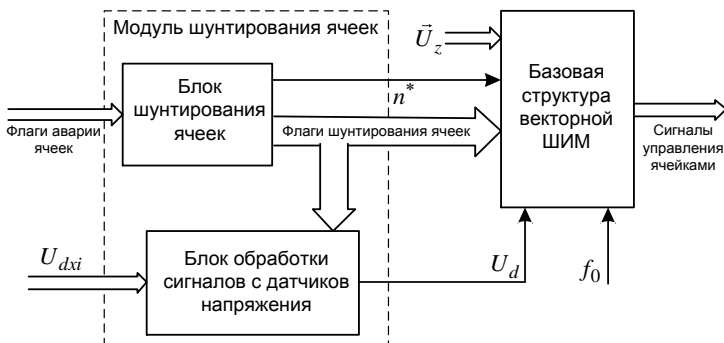 Модуль шунтирования ячеек
Блок
шунтирования
ячеек
Флаги аварии
ячеек
n*
Флаги шунтирования ячеек
U⃗z
Базовая
структура
векторной
ШИМ
Сигналы
управления
ячейками
Udxi
Блок обработки
сигналов с датчиков
напряжения
Ud
f0